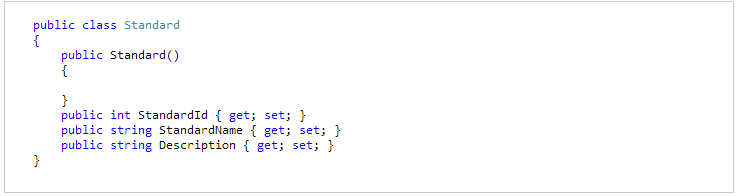 public class Standard
{
    public Standard()
    {

    }
    public int StandardId { get; set; }
    public string StandardName { get; set; }
    public string Description { get; set; }
}